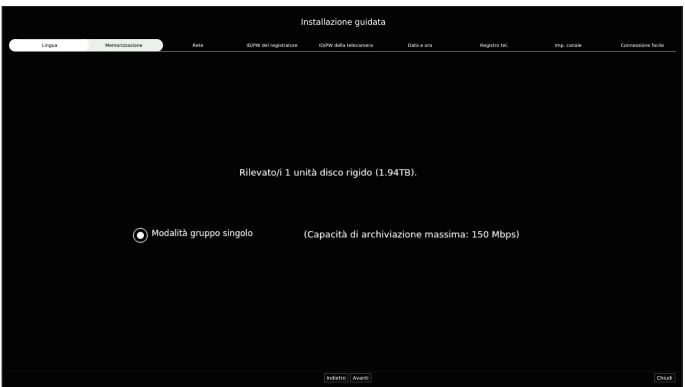 Installazione guidata
Lingua Memorizzazione Rete ID/PW del registratore ID/PW della telecamera Data e ora Registro tel. Imp. canale Connessione facile
Rilevato/i 1 unità disco rigido (1.94TB).
Modalità gruppo singolo (Capacità di archiviazione massima: 150 Mbps)
Indietro Avanti Chiudi